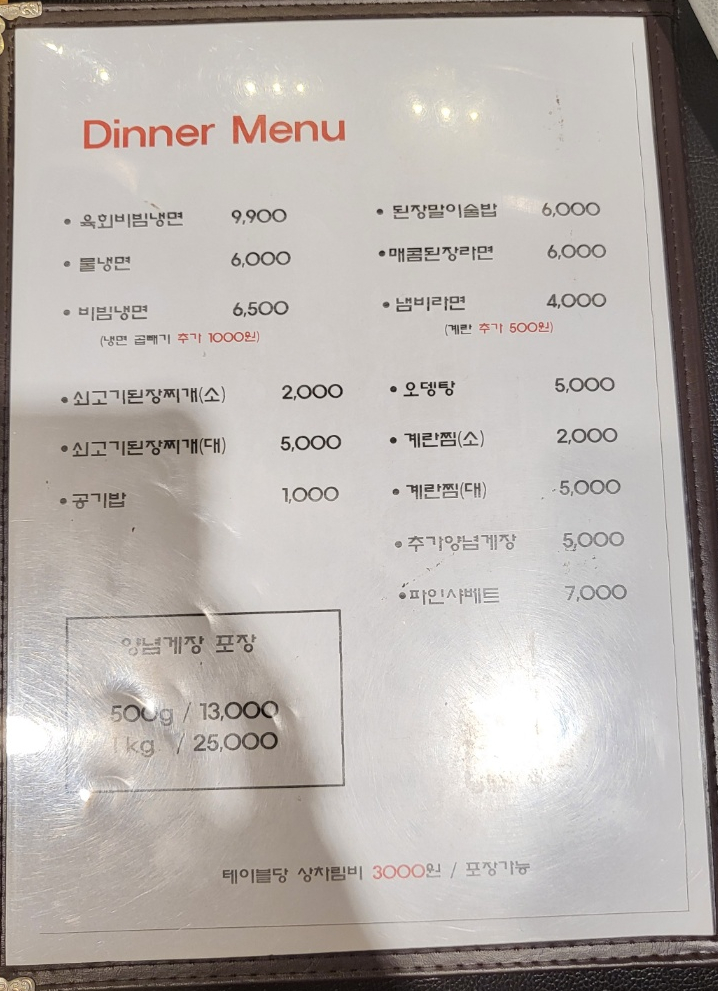 Dinner Menu
• 육회비빔냉면 9,900
• 물냉면 6,000
• 비빔냉면 6,500
(냉면 곱빼기 추가 1000원)
• 쇠고기된장찌개(소) 2,000
• 쇠고기된장찌개(대) 5,000
• 공기밥 1,000
• 된장말이술밥 6,000
• 매콤된장라면 6,000
• 냄비라면 4,000
(계란 추가 500원)
• 오뎅탕 5,000
• 계란찜(소) 2,000
• 계란찜(대) 5,000
• 추가양념게장 5,000
• 파인샤베트 7,000
양념게장 포장
500g / 13,000
1kg / 25,000
테이블당 상차림비 3000원 / 포장가능